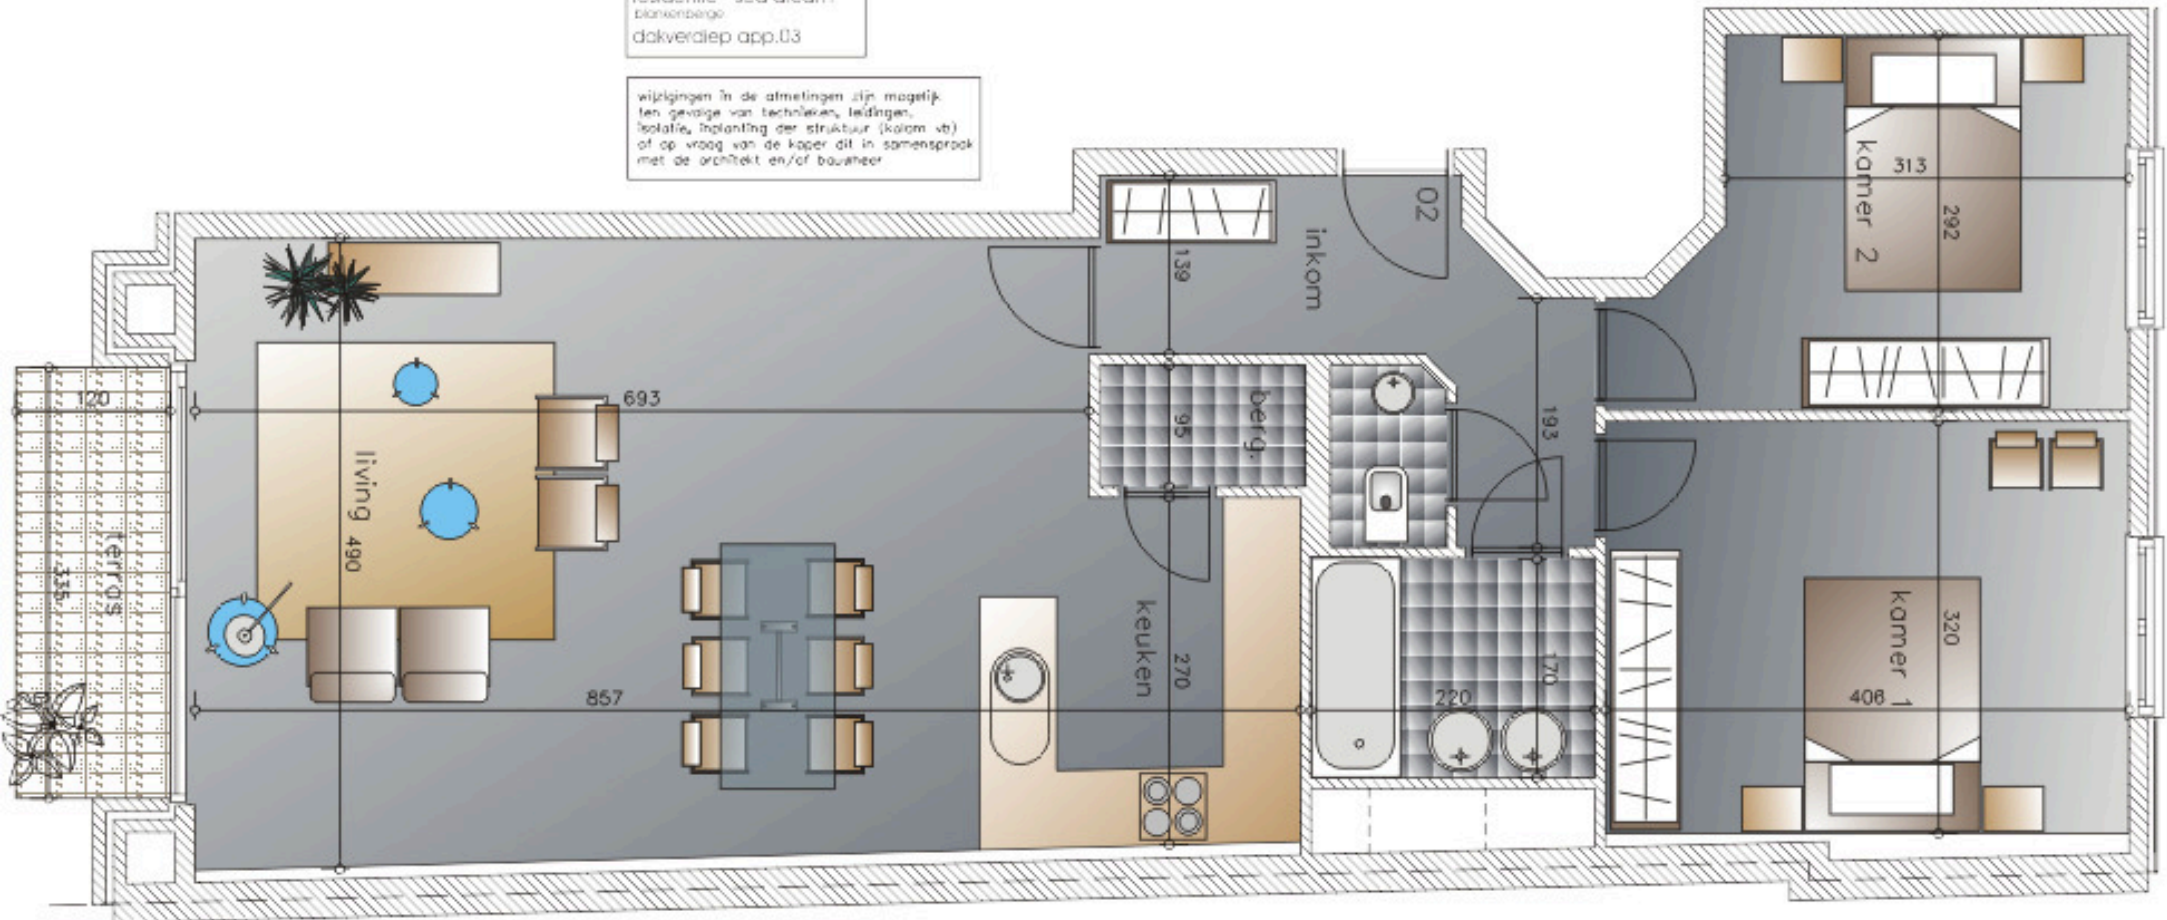 blankenberge
dakverdiep app.03
wijzigingen in de afmetingen zijn mogelijk
ten gevolge van technieken, leidingen,
isolatie, inplanting der struktuur (kolom vb)
of op vraag van de koper dit in samenspraak
met de architekt en/of bouwheer
02
inkom
139
kamer 2
313
292
120
terras
335
living
490
693
857
berg.
95
193
keuken
270
220
170
kamer 1
320
406